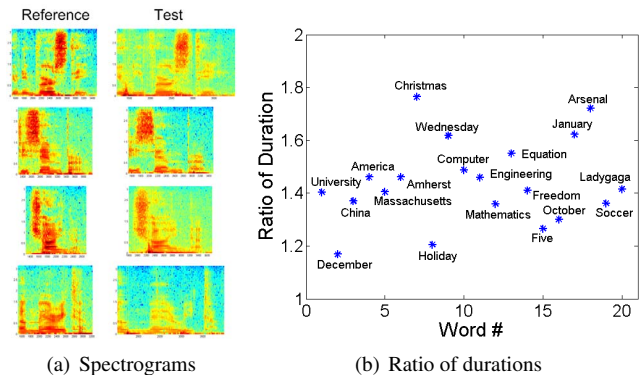 Reference Test
(a) Spectrograms
Ratio of Duration
2
1.8
1.6
1.4
1.2
1
0 5 10 15 20
Word #
Christmas
Arsenal
January
Wednesday
Equation
Computer
America
Engineering
University
Amherst
Ladygaga
Massachusetts
Freedom
China
Mathematics
October
Soccer
Five
Holiday
December
(b) Ratio of durations